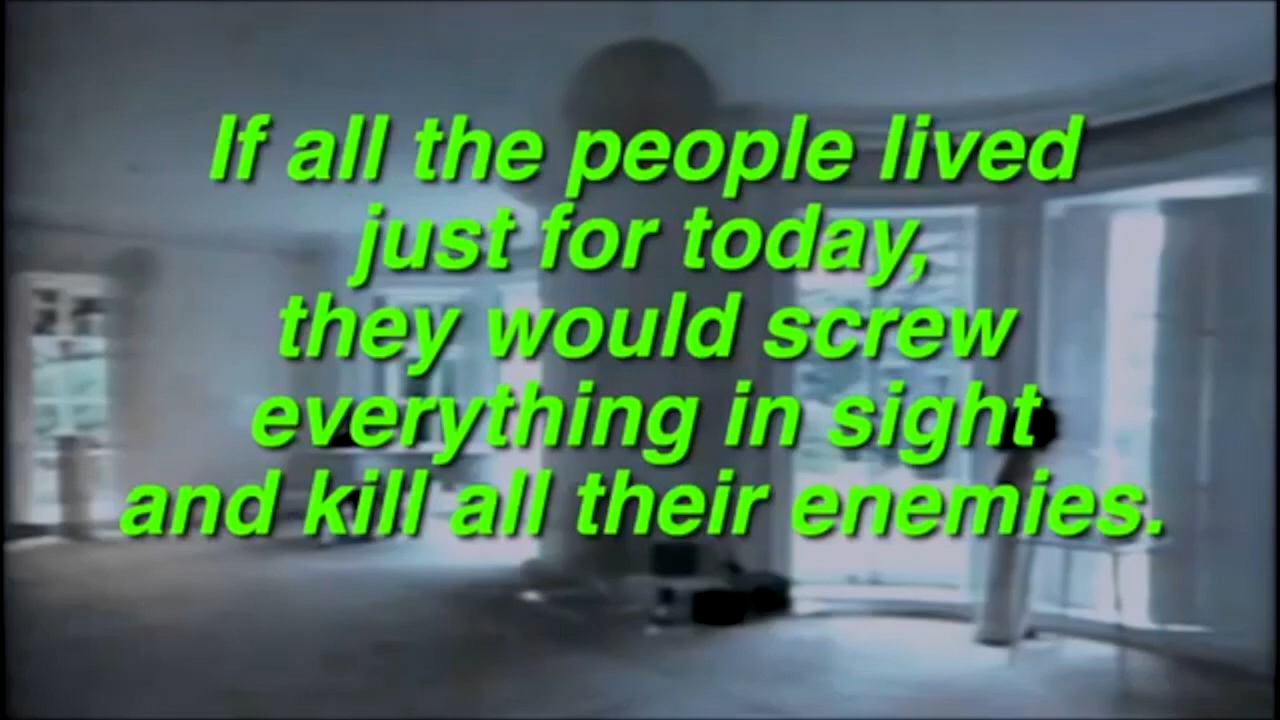 If all the people lived
just for today,
they would screw
everything in sight
and kill all their enemies.